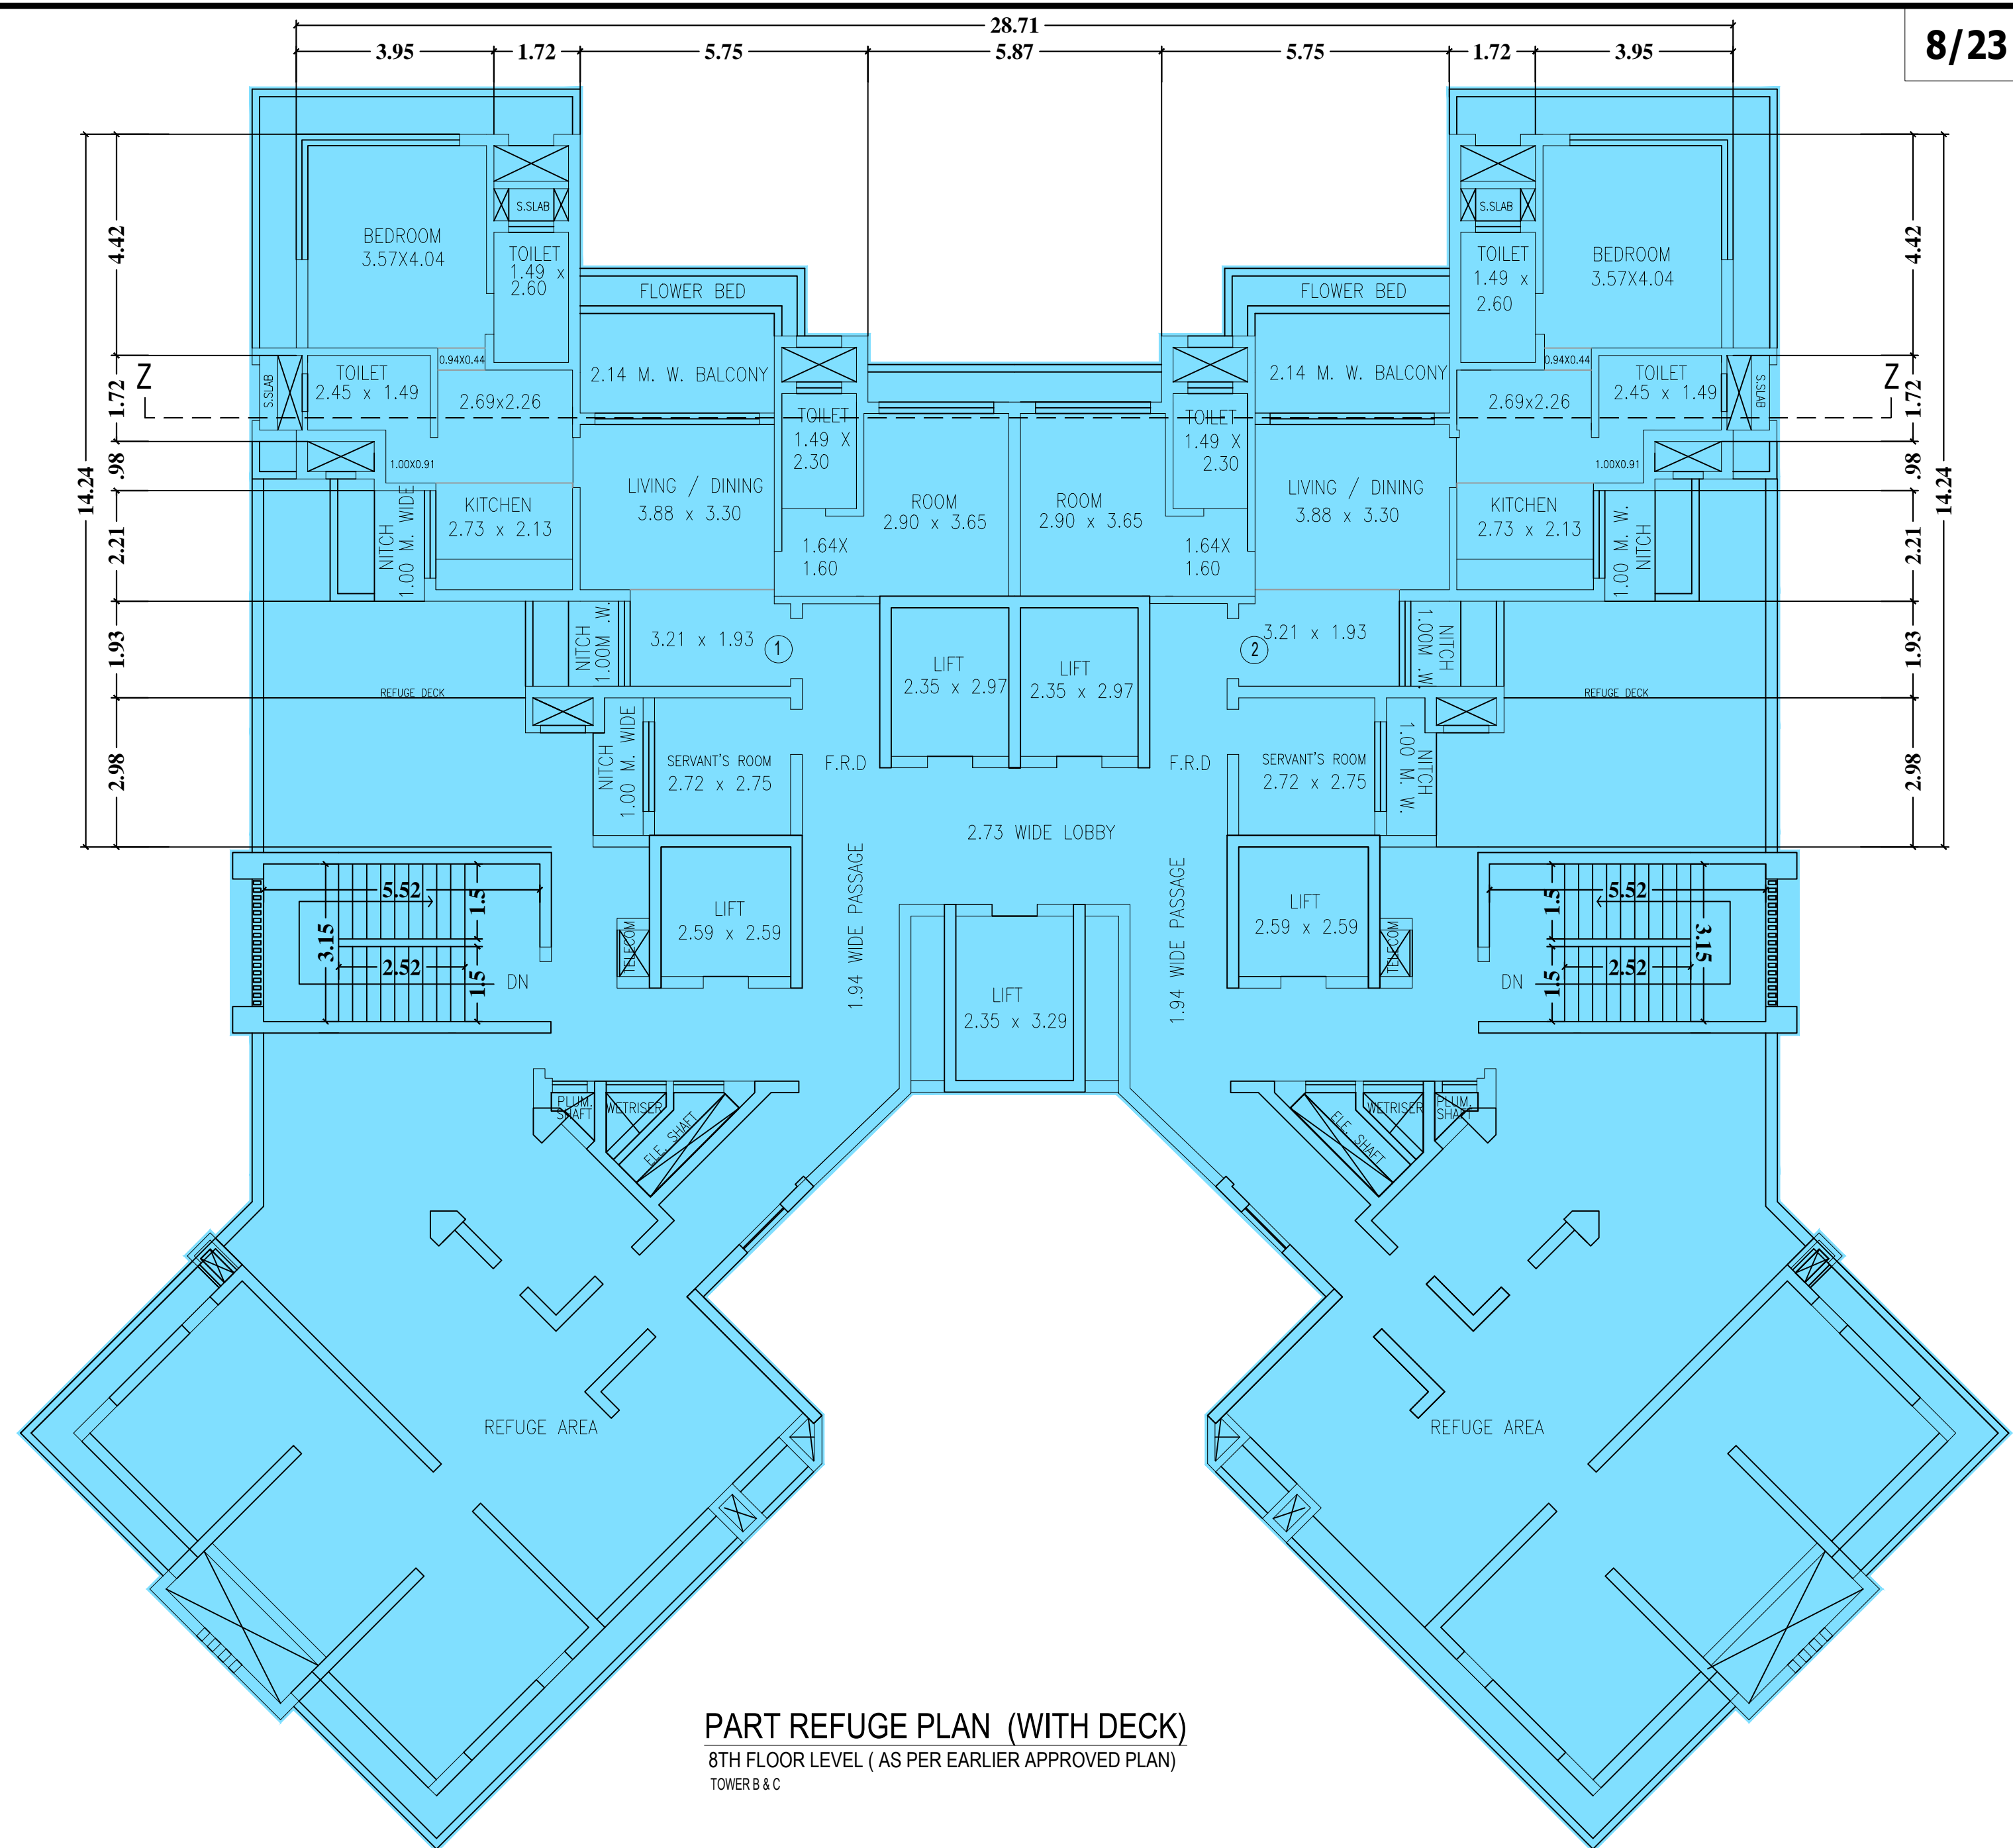 8/23
28.71
3.95 1.72 5.75 5.87 5.75 1.72 3.95
14.24
4.42
1.72
.98
2.21
1.93
2.98
BEDROOM
3.57X4.04
S.SLAB
TOILET
1.49 x
2.60
FLOWER BED
2.14 M. W. BALCONY
0.94X0.44
Z
S.SLAB
TOILET
2.45 x 1.49
2.69x2.26
1.00X0.91
KITCHEN
2.73 x 2.13
NITCH
1.00 M. WIDE
LIVING / DINING
3.88 x 3.30
TOILET
1.49 X
2.30
1.64X
1.60
ROOM
2.90 x 3.65
ROOM
2.90 x 3.65
TOILET
1.49 X
2.30
1.64X
1.60
FLOWER BED
2.14 M. W. BALCONY
LIVING / DINING
3.88 x 3.30
S.SLAB
TOILET
1.49 x
2.60
BEDROOM
3.57X4.04
0.94X0.44
2.69x2.26
TOILET
2.45 x 1.49
S.SLAB
Z
1.00X0.91
KITCHEN
2.73 x 2.13
1.00 M. W.
NITCH
4.42
1.72
.98
2.21
1.93
2.98
14.24
NITCH
1.00M .W.
3.21 x 1.93
1
LIFT
2.35 x 2.97
LIFT
2.35 x 2.97
2
3.21 x 1.93
NITCH
1.00M .W.
REFUGE DECK
REFUGE DECK
NITCH
1.00 M. WIDE
SERVANT'S ROOM
2.72 x 2.75
F.R.D
F.R.D
SERVANT'S ROOM
2.72 x 2.75
NITCH
1.00 M. W.
2.73 WIDE LOBBY
1.94 WIDE PASSAGE
1.94 WIDE PASSAGE
5.52
3.15
2.52
1.5
1.5
DN
TELECOM
LIFT
2.59 x 2.59
LIFT
2.35 x 3.29
LIFT
2.59 x 2.59
TELECOM
DN
1.5
1.5
5.52
2.52
3.15
PLUM.
SHAFT
WETRISER
ELE. SHAFT
ELE. SHAFT
WETRISER
PLUM.
SHAFT
REFUGE AREA
REFUGE AREA
PART REFUGE PLAN (WITH DECK)
8TH FLOOR LEVEL ( AS PER EARLIER APPROVED PLAN)
TOWER B & C